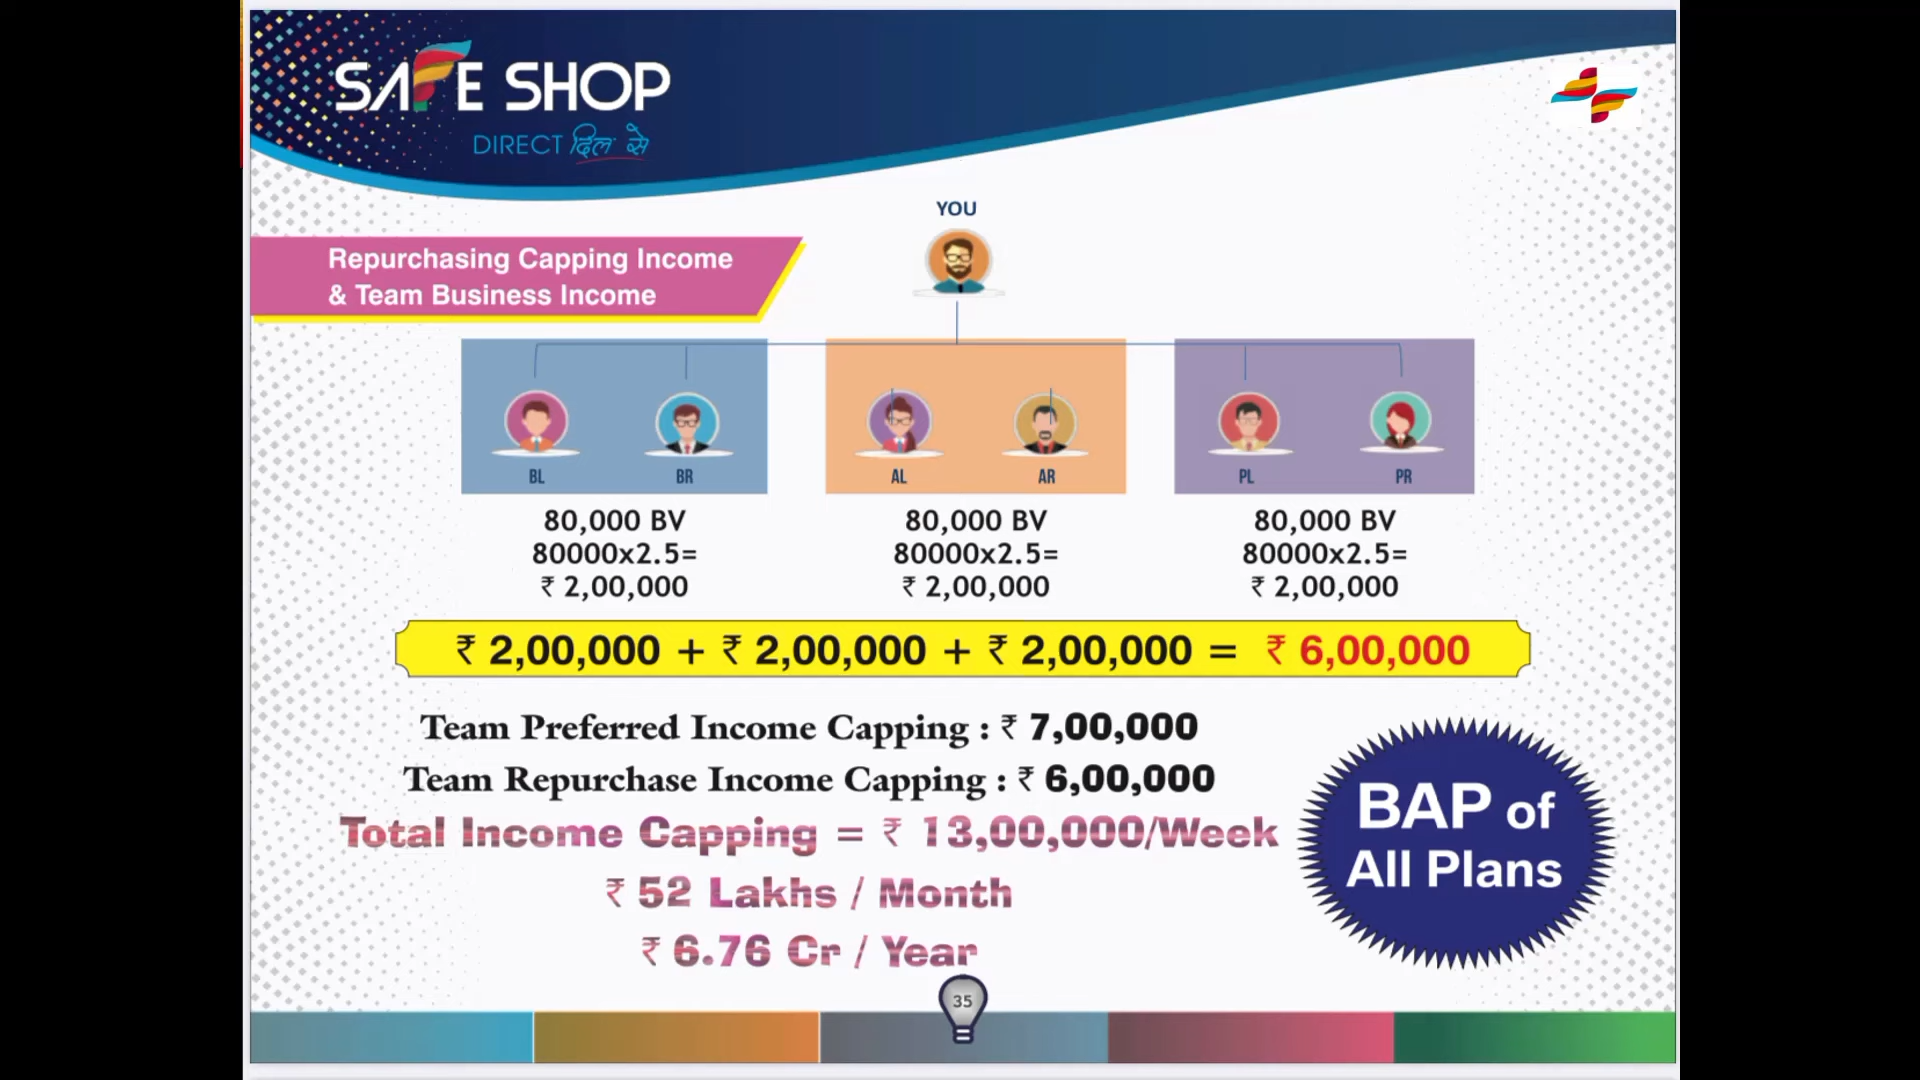 SAFE SHOP
DIRECT दिल से
YOU
Repurchasing Capping Income
& Team Business Income
BL BR AL AR PL PR
80,000 BV 80,000 BV 80,000 BV
80000x2.5= 80000x2.5= 80000x2.5=
₹ 2,00,000 ₹ 2,00,000 ₹ 2,00,000
₹ 2,00,000 + ₹ 2,00,000 + ₹ 2,00,000 = ₹ 6,00,000
Team Preferred Income Capping : ₹ 7,00,000
Team Repurchase Income Capping : ₹ 6,00,000
Total Income Capping = ₹ 13,00,000/Week
₹ 52 Lakhs / Month
₹ 6.76 Cr / Year
BAP of
All Plans
35